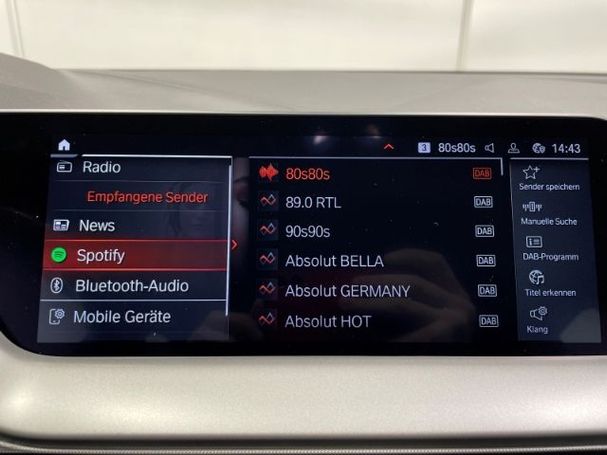 3 80s80s 14:43
Radio
Empfangene Sender
News
Spotify
Bluetooth-Audio
Mobile Geräte
80s80s DAB
89.0 RTL DAB
90s90s DAB
Absolut BELLA DAB
Absolut GERMANY DAB
Absolut HOT DAB
Sender speichern
Manuelle Suche
DAB-Programm
Titel erkennen
Klang